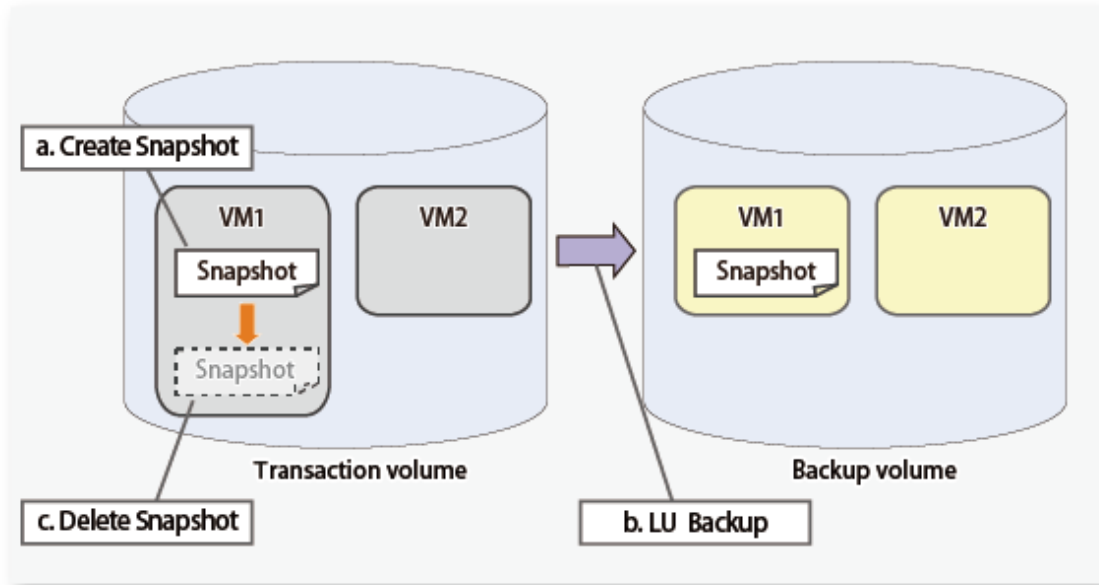 a. Create Snapshot
VM1
VM2
VM1
VM2
Snapshot
Snapshot
Snapshot
Transaction volume
Backup volume
c. Delete Snapshot
b. LU Backup